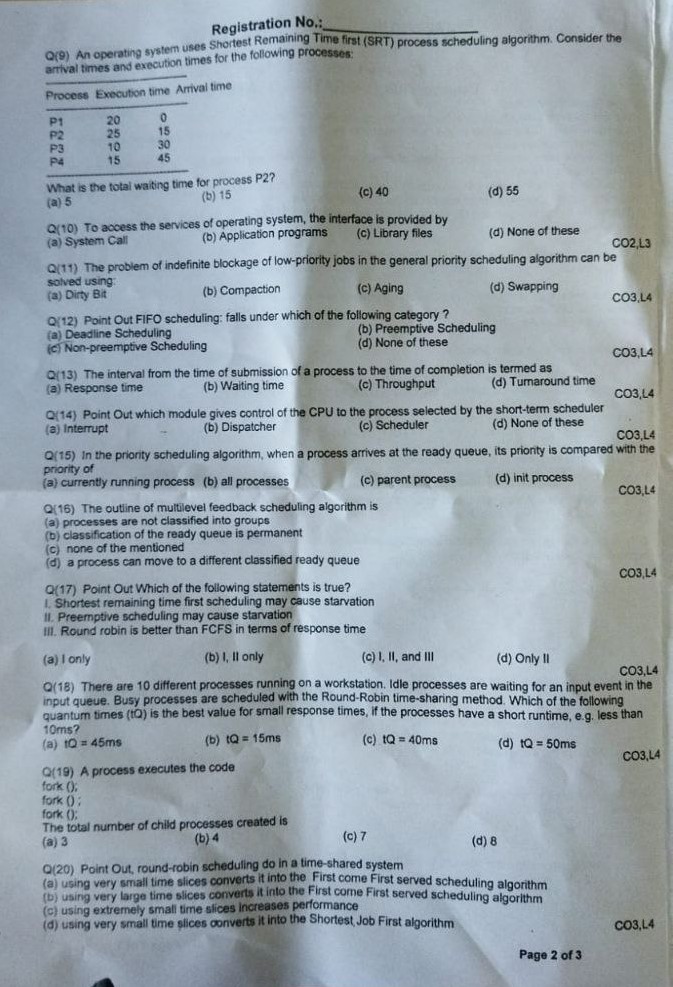 Registration No.:
Q(9) An operating system uses Shortest Remaining Time first (SRT) process scheduling algorithm. Consider the
arrival times and execution times for the following processes:
Process Execution time Arrival time
P1 20 0
P2 25 15
P3 10 30
P4 15 45
What is the total waiting time for process P2?
(a) 5 (b) 15 (c) 40 (d) 55
Q(10) To access the services of operating system, the interface is provided by
(a) System Call (b) Application programs (c) Library files (d) None of these
CO2,L3
Q(11) The problem of indefinite blockage of low-priority jobs in the general priority scheduling algorithm can be
solved using:
(a) Dirty Bit (b) Compaction (c) Aging (d) Swapping
CO3,L4
Q(12) Point Out FIFO scheduling: falls under which of the following category ?
(a) Deadline Scheduling (b) Preemptive Scheduling
(c) Non-preemptive Scheduling (d) None of these
CO3,L4
Q(13) The interval from the time of submission of a process to the time of completion is termed as
(a) Response time (b) Waiting time (c) Throughput (d) Turnaround time
CO3,L4
Q(14) Point Out which module gives control of the CPU to the process selected by the short-term scheduler
(a) Interrupt (b) Dispatcher (c) Scheduler (d) None of these
CO3,L4
Q(15) In the priority scheduling algorithm, when a process arrives at the ready queue, its priority is compared with the
priority of
(a) currently running process (b) all processes (c) parent process (d) init process
CO3,L4
Q(16) The outline of multilevel feedback scheduling algorithm is
(a) processes are not classified into groups
(b) classification of the ready queue is permanent
(c) none of the mentioned
(d) a process can move to a different classified ready queue
CO3,L4
Q(17) Point Out Which of the following statements is true?
I. Shortest remaining time first scheduling may cause starvation
II. Preemptive scheduling may cause starvation
III. Round robin is better than FCFS in terms of response time
(a) I only (b) I, II only (c) I, II, and III (d) Only II
CO3,L4
Q(18) There are 10 different processes running on a workstation. Idle processes are waiting for an input event in the
input queue. Busy processes are scheduled with the Round-Robin time-sharing method. Which of the following
quantum times (tQ) is the best value for small response times, if the processes have a short runtime, e.g. less than
10ms?
(a) tQ = 45ms (b) tQ = 15ms (c) tQ = 40ms (d) tQ = 50ms
CO3,L4
Q(19) A process executes the code
fork ();
fork () ;
fork ();
The total number of child processes created is
(a) 3 (b) 4 (c) 7 (d) 8
Q(20) Point Out, round-robin scheduling do in a time-shared system
(a) using very small time slices converts it into the First come First served scheduling algorithm
(b) using very large time slices converts it into the First come First served scheduling algorithm
(c) using extremely small time slices increases performance
(d) using very small time slices converts it into the Shortest Job First algorithm
CO3,L4
Page 2 of 3